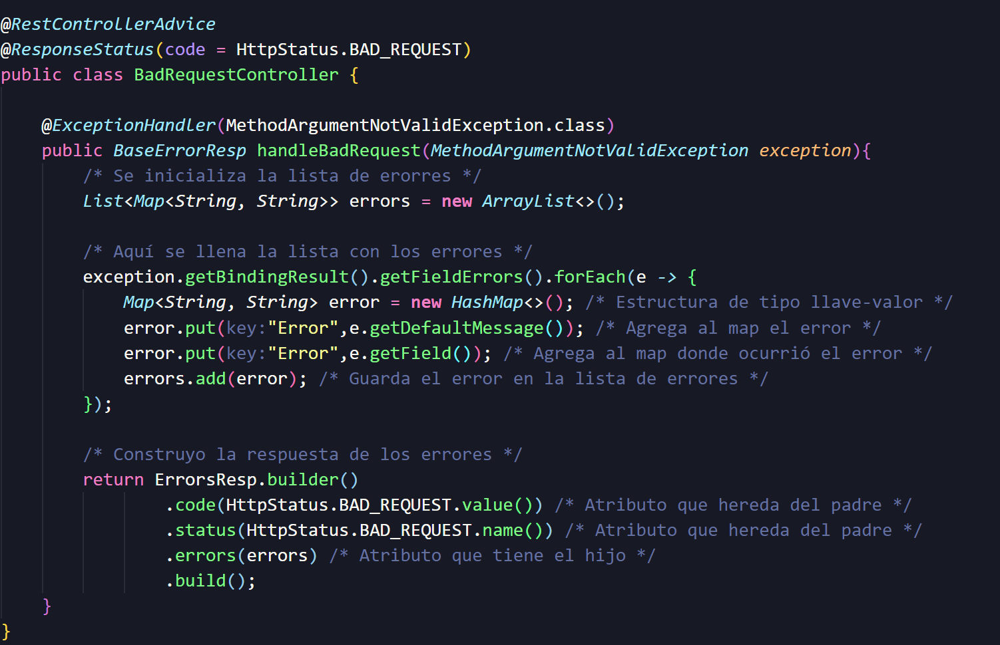 @RestControllerAdvice
@ResponseStatus(code = HttpStatus.BAD_REQUEST)
public class BadRequestController {
@ExceptionHandler(MethodArgumentNotValidException.class)
public BaseErrorResp handleBadRequest(MethodArgumentNotValidException exception){
/* Se inicializa la lista de erorres */
List<Map<String, String>> errors = new ArrayList<>();
/* Aquí se llena la lista con los errores */
exception.getBindingResult().getFieldErrors().forEach(e -> {
Map<String, String> error = new HashMap<>(); /* Estructura de tipo llave-valor */
error.put(key:"Error",e.getDefaultMessage()); /* Agrega al map el error */
error.put(key:"Error",e.getField()); /* Agrega al map donde ocurrió el error */
errors.add(error); /* Guarda el error en la lista de errores */
});
/* Construyo la respuesta de los errores */
return ErrorsResp.builder()
.code(HttpStatus.BAD_REQUEST.value()) /* Atributo que hereda del padre */
.status(HttpStatus.BAD_REQUEST.name()) /* Atributo que hereda del padre */
.errors(errors) /* Atributo que tiene el hijo */
.build();
}
}